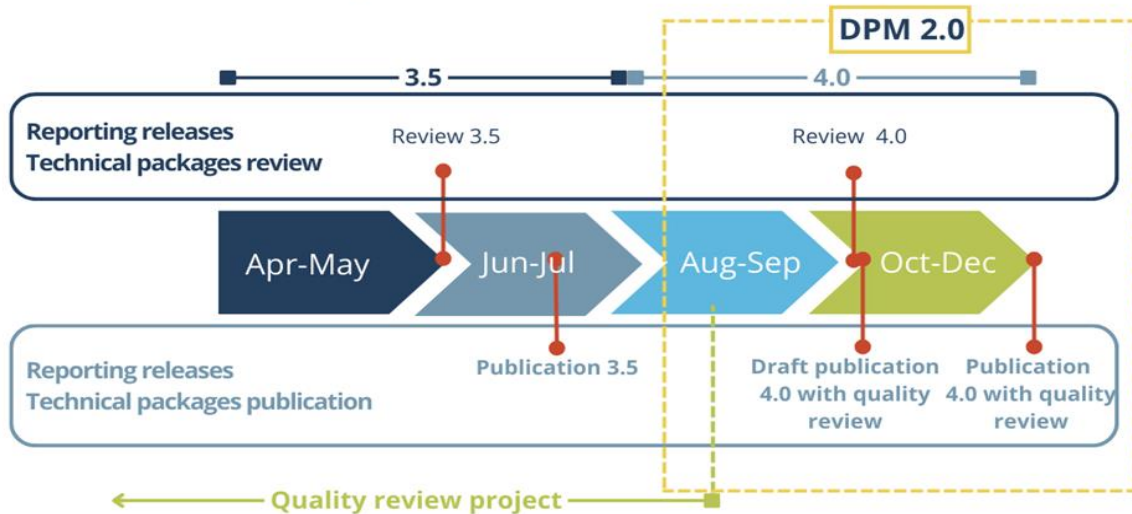 DPM 2.0
3.5
4.0
Reporting releases
Technical packages review
Review 3.5
Review 4.0
Apr-May
Jun-Jul
Aug-Sep
Oct-Dec
Reporting releases
Technical packages publication
Publication 3.5
Draft publication
4.0 with quality
review
Publication
4.0 with quality
review
Quality review project